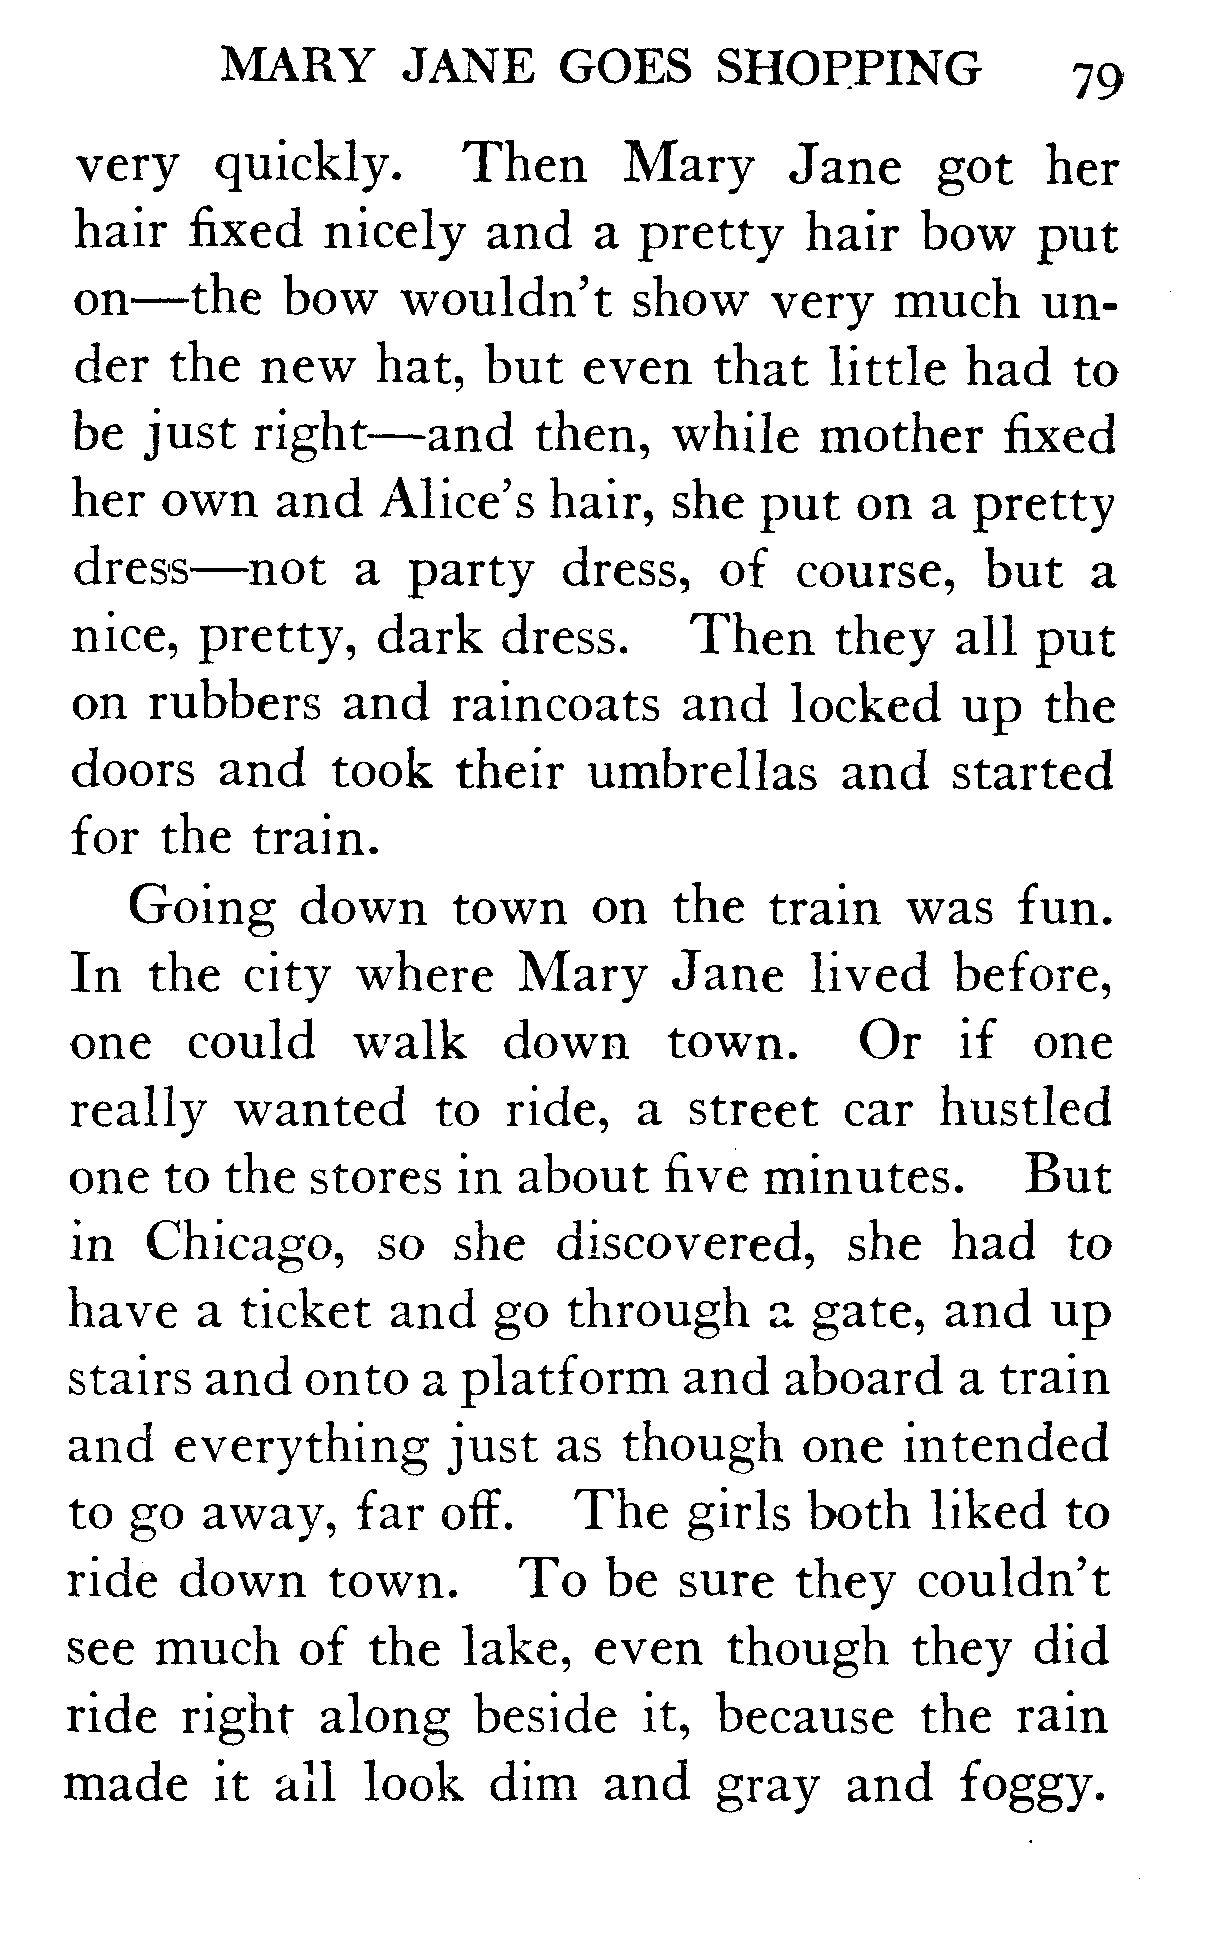 MARY JANE GOES SHOPPING 79
very quickly. Then Mary Jane got her
hair fixed nicely and a pretty hair bow put
on—the bow wouldn't show very much un-
der the new hat, but even that little had to
be just right—and then, while mother fixed
her own and Alice's hair, she put on a pretty
dress—not a party dress, of course, but a
nice, pretty, dark dress. Then they all put
on rubbers and raincoats and locked up the
doors and took their umbrellas and started
for the train.
Going down town on the train was fun.
In the city where Mary Jane lived before,
one could walk down town. Or if one
really wanted to ride, a street car hustled
one to the stores in about five minutes. But
in Chicago, so she discovered, she had to
have a ticket and go through a gate, and up
stairs and onto a platform and aboard a train
and everything just as though one intended
to go away, far off. The girls both liked to
ride down town. To be sure they couldn't
see much of the lake, even though they did
ride right along beside it, because the rain
made it all look dim and gray and foggy.